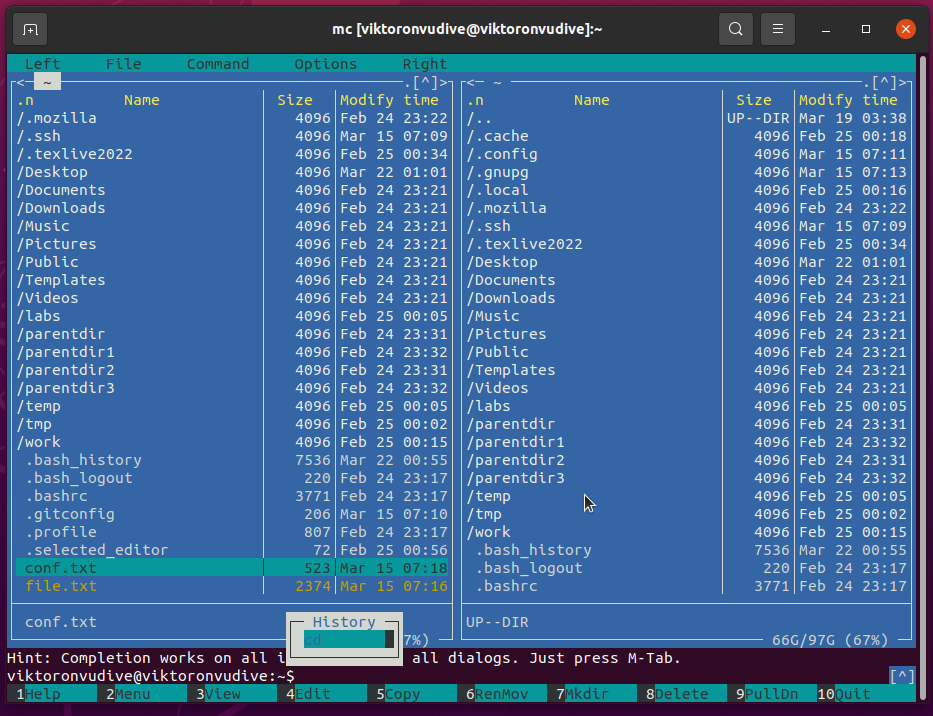 mc [viktoronvudive@viktoronvudive]:~
Left File Command Options Right
<─ ~ .[^]>
.n Name Size Modify time
/.mozilla 4096 Feb 24 23:22
/.ssh 4096 Mar 15 07:09
/.texlive2022 4096 Feb 25 00:34
/Desktop 4096 Mar 22 01:01
/Documents 4096 Feb 24 23:21
/Downloads 4096 Feb 24 23:21
/Music 4096 Feb 24 23:21
/Pictures 4096 Feb 24 23:21
/Public 4096 Feb 24 23:21
/Templates 4096 Feb 24 23:21
/Videos 4096 Feb 24 23:21
/labs 4096 Feb 25 00:05
/parentdir 4096 Feb 24 23:31
/parentdir1 4096 Feb 24 23:32
/parentdir2 4096 Feb 24 23:31
/parentdir3 4096 Feb 24 23:32
/temp 4096 Feb 25 00:05
/tmp 4096 Feb 25 00:02
/work 4096 Feb 25 00:15
.bash_history 7536 Mar 22 00:55
.bash_logout 220 Feb 24 23:17
.bashrc 3771 Feb 24 23:17
.gitconfig 206 Mar 15 07:10
.profile 807 Feb 24 23:17
.selected_editor 72 Feb 25 00:56
conf.txt 523 Mar 15 07:18
file.txt 2374 Mar 15 07:16
conf.txt
7%)
<─ ~ .[^]>
.n Name Size Modify time
/.. UP--DIR Mar 19 03:38
/.cache 4096 Feb 25 00:18
/.config 4096 Mar 15 07:11
/.gnupg 4096 Mar 15 07:13
/.local 4096 Feb 25 00:16
/.mozilla 4096 Feb 24 23:22
/.ssh 4096 Mar 15 07:09
/.texlive2022 4096 Feb 25 00:34
/Desktop 4096 Mar 22 01:01
/Documents 4096 Feb 24 23:21
/Downloads 4096 Feb 24 23:21
/Music 4096 Feb 24 23:21
/Pictures 4096 Feb 24 23:21
/Public 4096 Feb 24 23:21
/Templates 4096 Feb 24 23:21
/Videos 4096 Feb 24 23:21
/labs 4096 Feb 25 00:05
/parentdir 4096 Feb 24 23:31
/parentdir1 4096 Feb 24 23:32
/parentdir2 4096 Feb 24 23:31
/parentdir3 4096 Feb 24 23:32
/temp 4096 Feb 25 00:05
/tmp 4096 Feb 25 00:02
/work 4096 Feb 25 00:15
.bash_history 7536 Mar 22 00:55
.bash_logout 220 Feb 24 23:17
.bashrc 3771 Feb 24 23:17
UP--DIR
66G/97G (67%)
History
cd
Hint: Completion works on all i all dialogs. Just press M-Tab.
viktoronvudive@viktoronvudive:~$ [^]
1Help 2Menu 3View 4Edit 5Copy 6RenMov 7Mkdir 8Delete 9PullDn 10Quit